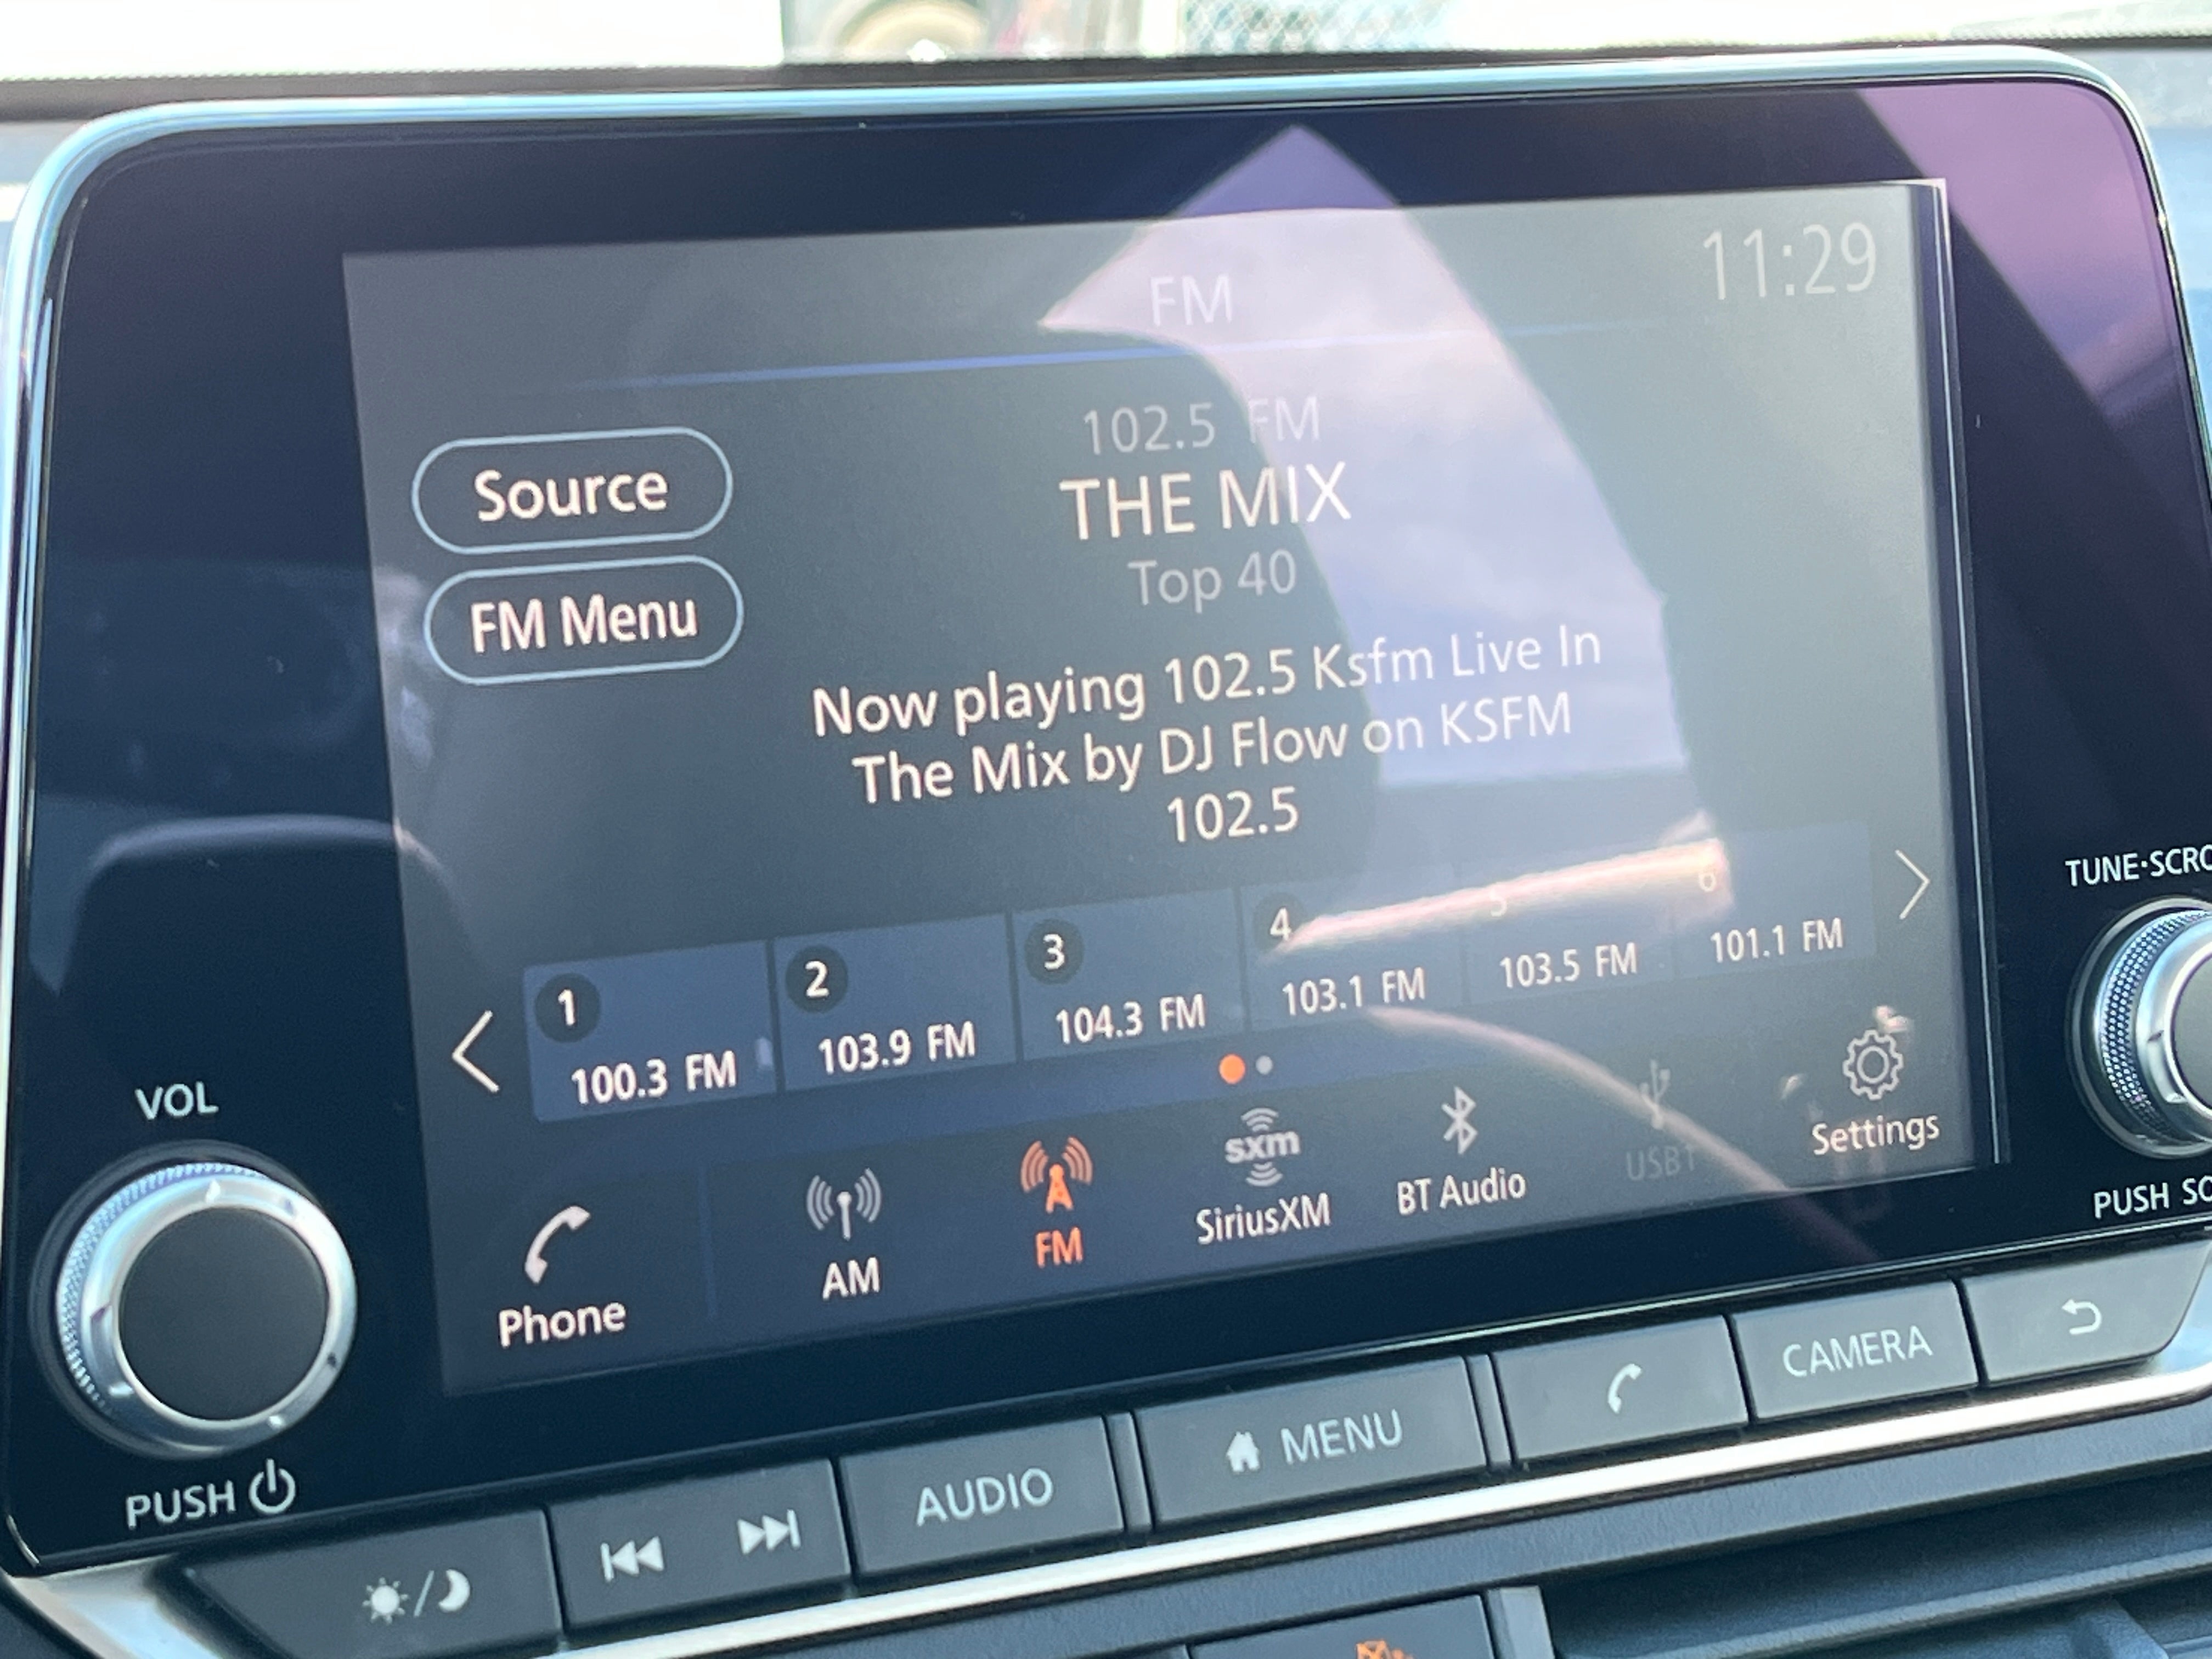 FM
11:29
102.5 FM
THE MIX
Top 40
Source
FM Menu
Now playing 102.5 Ksfm Live In
The Mix by DJ Flow on KSFM
102.5
1
100.3 FM
2
103.9 FM
3
104.3 FM
4
103.1 FM
5
103.5 FM
6
101.1 FM
Phone
AM
FM
sxm
SiriusXM
BT Audio
Settings
VOL
PUSH
PUSH
AUDIO
MENU
CAMERA